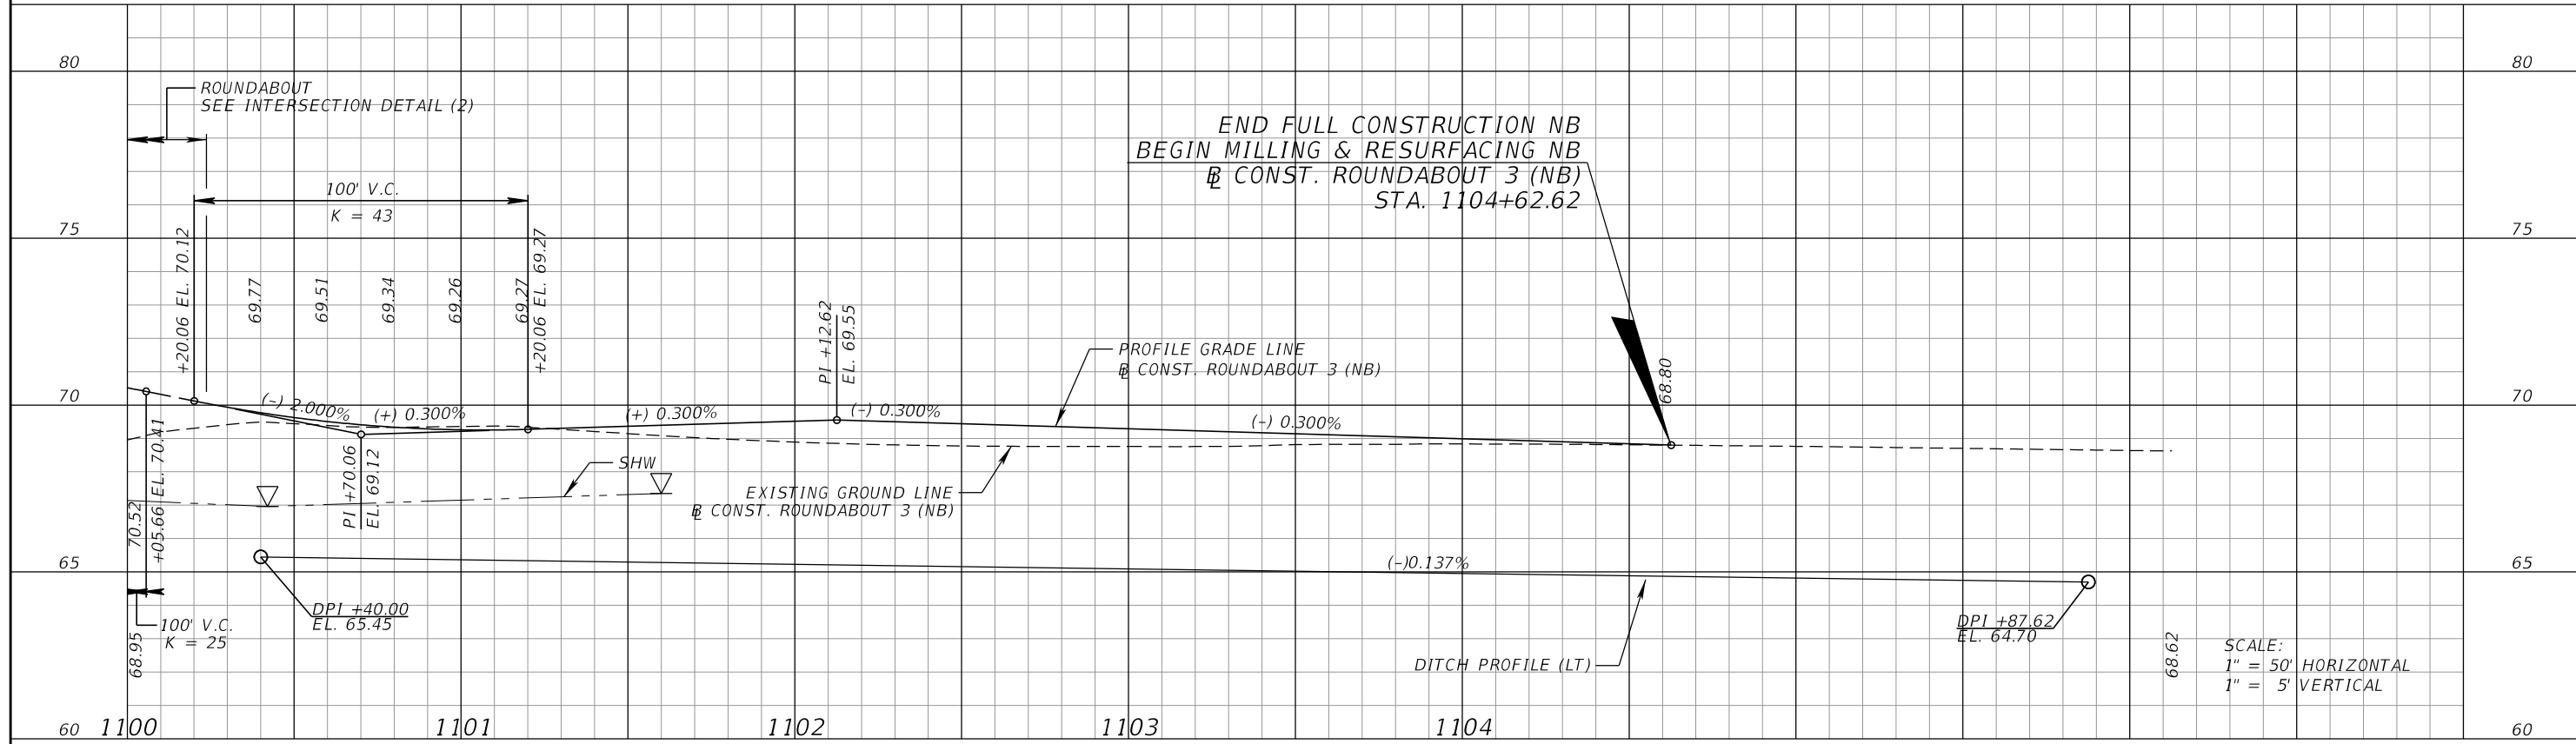 80
80
ROUNDABOUT
SEE INTERSECTION DETAIL (2)
END FULL CONSTRUCTION NB
BEGIN MILLING & RESURFACING NB
℄ CONST. ROUNDABOUT 3 (NB)
STA. 1104+62.62
100' V.C.
K = 43
75
75
+20.06 EL. 70.12
69.77
69.51
69.34
69.26
69.27
+20.06 EL. 69.27
PI +12.62
EL. 69.55
PROFILE GRADE LINE
℄ CONST. ROUNDABOUT 3 (NB)
68.80
70
70
(-) 2.000%
(+) 0.300%
(+) 0.300%
(-) 0.300%
(-) 0.300%
70.52
+05.66 EL. 70.41
PI +70.06
EL. 69.12
SHW
EXISTING GROUND LINE
℄ CONST. ROUNDABOUT 3 (NB)
65
65
(-)0.137%
DPI +40.00
EL. 65.45
100' V.C.
K = 25
68.95
DITCH PROFILE (LT)
DPI +87.62
EL. 64.70
68.62
SCALE:
1" = 50' HORIZONTAL
1" = 5' VERTICAL
60
1100
1101
1102
1103
1104
60